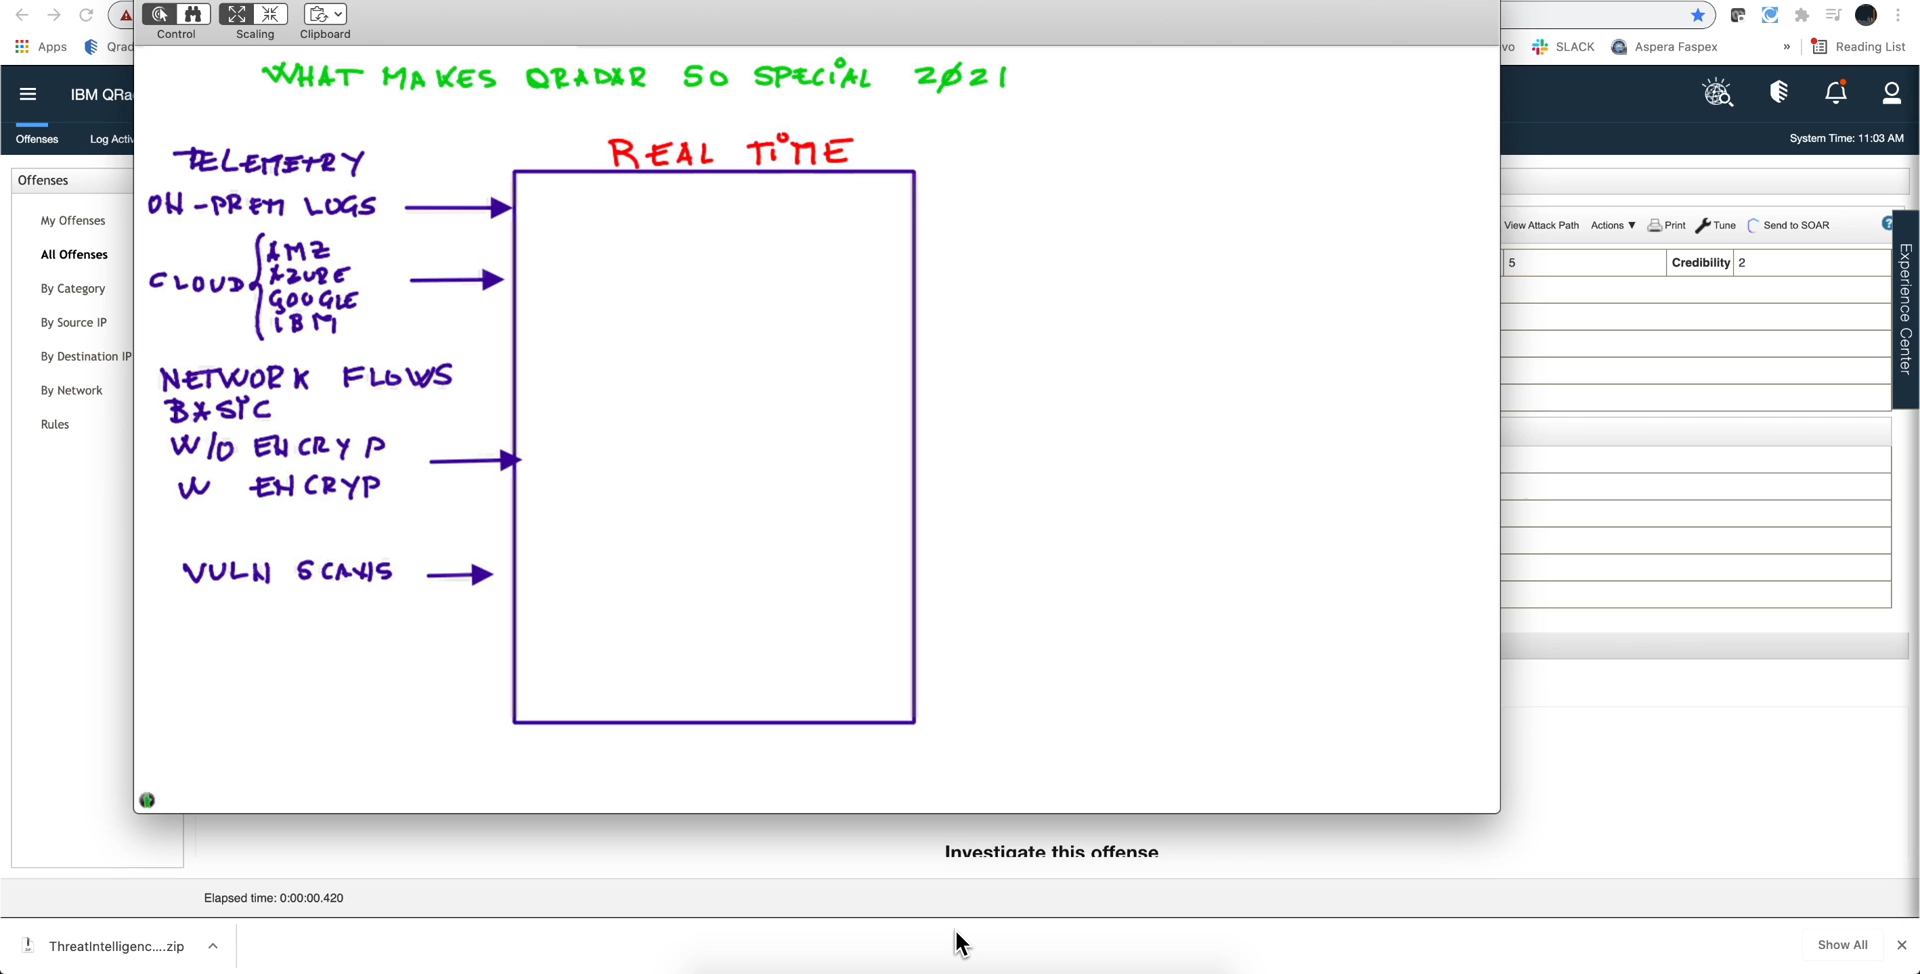 Control
Scaling
Clipboard
Apps
Qrad
vo
SLACK
Aspera Faspex
»
Reading List
IBM QRa
Offenses
Log Activ
System Time: 11:03 AM
WHAT MAKES QRADAR SO SPECIAL 2021
REAL TIME
TELEMETRY
ON-PREM LOGS
CLOUD
AMZ
AZURE
GOOGLE
IBM
NETWORK FLOWS
BASIC
W/O ENCRYP
W ENCRYP
VULN SCANS
Offenses
My Offenses
All Offenses
By Category
By Source IP
By Destination IP
By Network
Rules
View Attack Path
Actions ▼
Print
Tune
Send to SOAR
?
5
Credibility
2
Experience Center
Investigate this offense
Elapsed time: 0:00:00.420
ThreatIntelligenc....zip
Show All